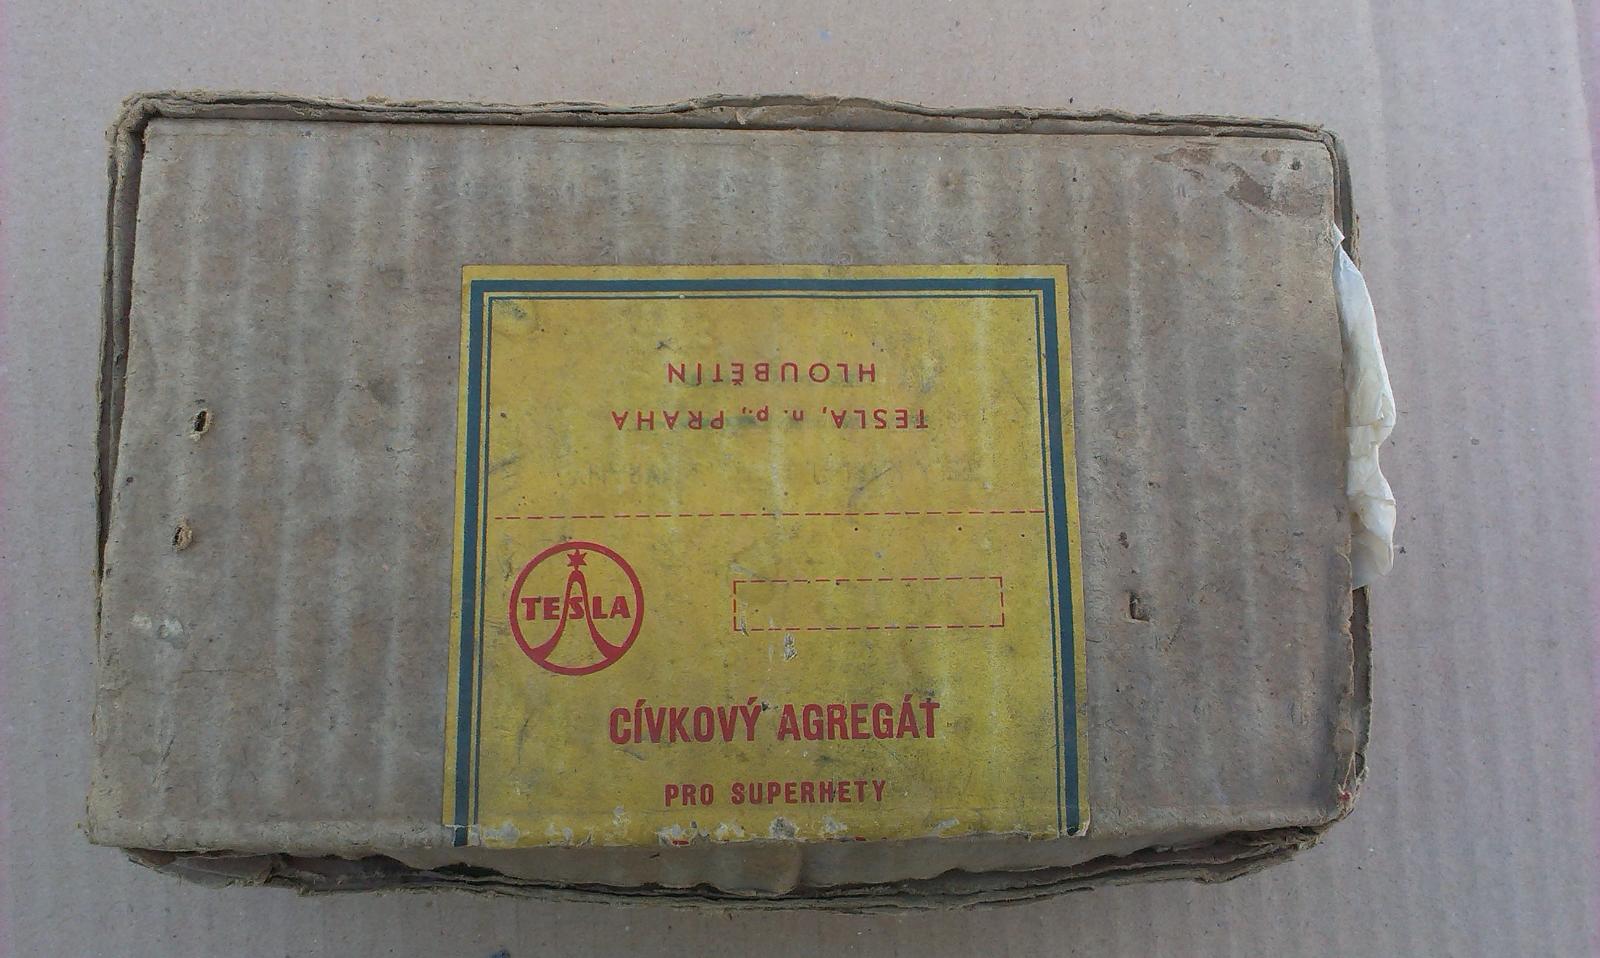 TESLA, n. p., PRAHA
HLOUBĚTÍN
TESLA
CÍVKOVÝ AGREGÁT
PRO SUPERHETY